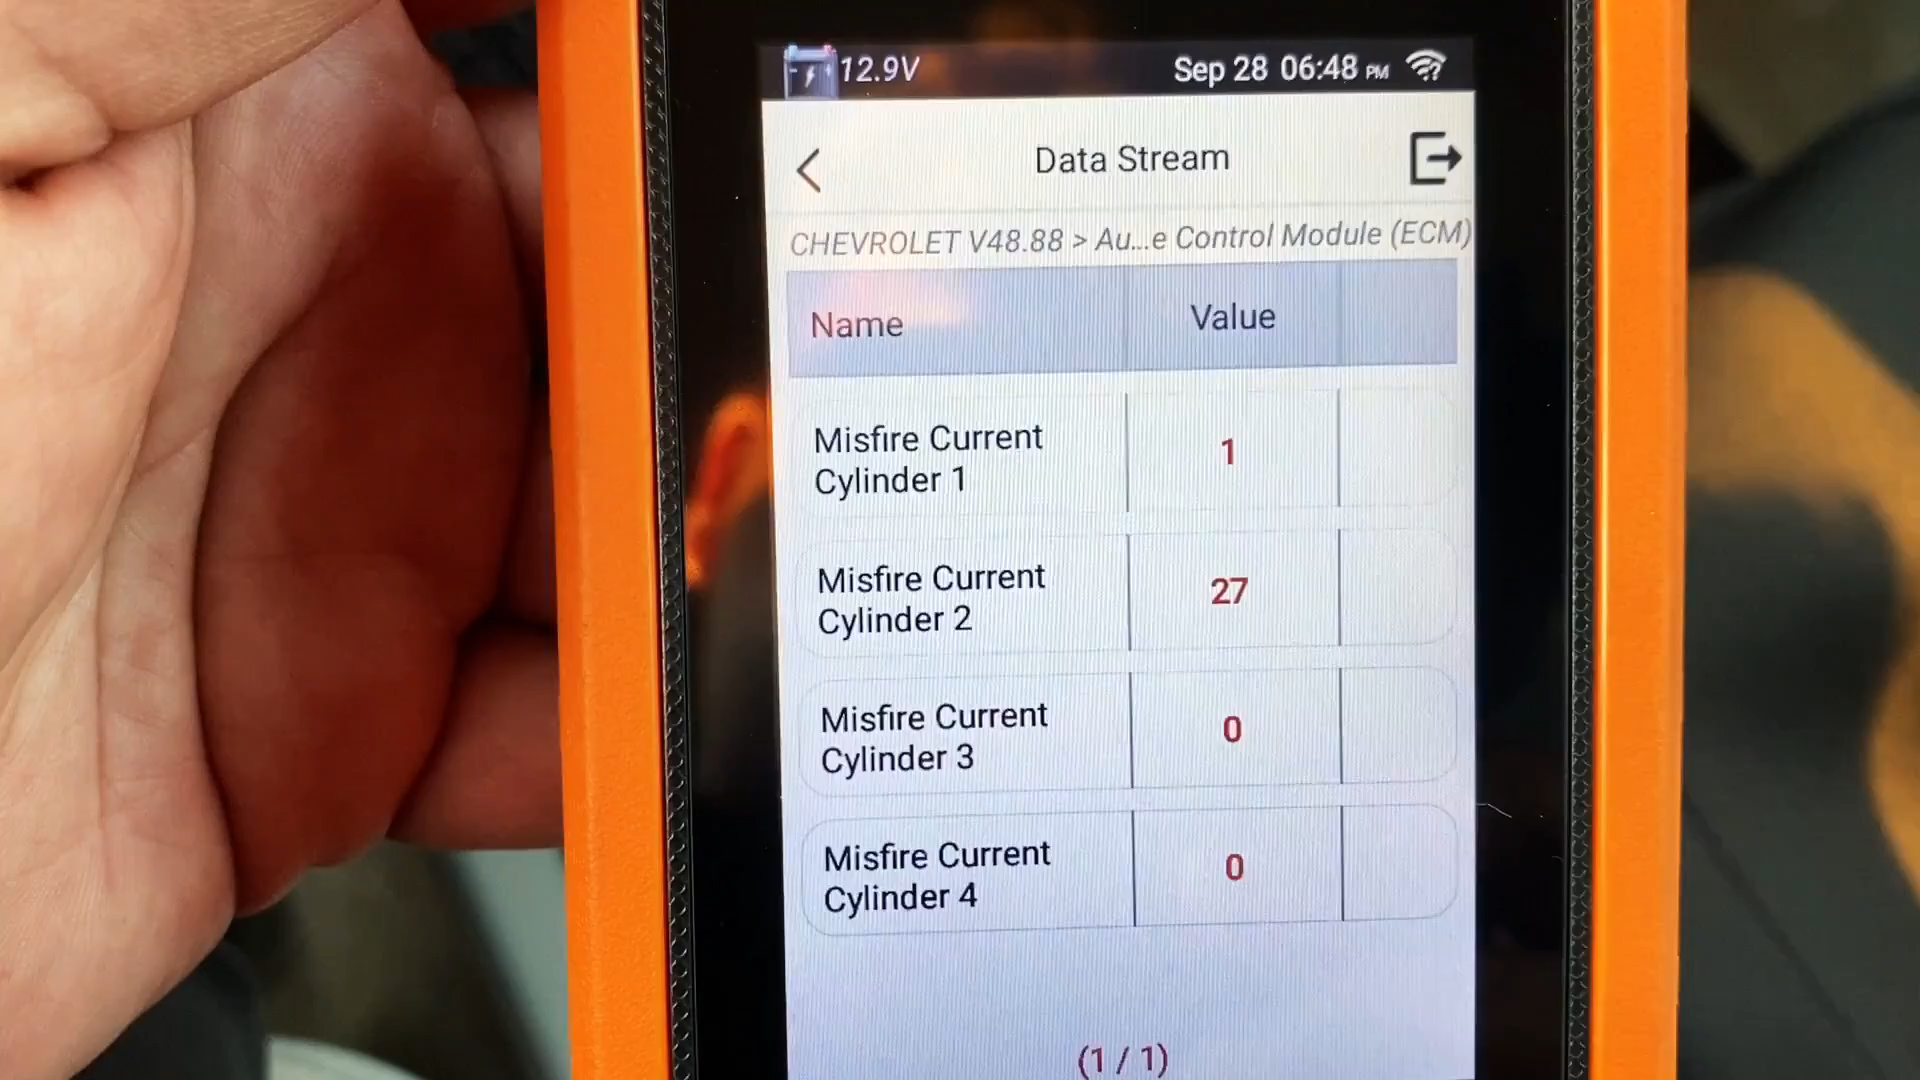 12.9V
Sep 28 06:48 PM
Data Stream
CHEVROLET V48.88 > Au...e Control Module (ECM)
Name Value
Misfire Current
Cylinder 1
1
Misfire Current
Cylinder 2
27
Misfire Current
Cylinder 3
0
Misfire Current
Cylinder 4
0
(1 / 1)